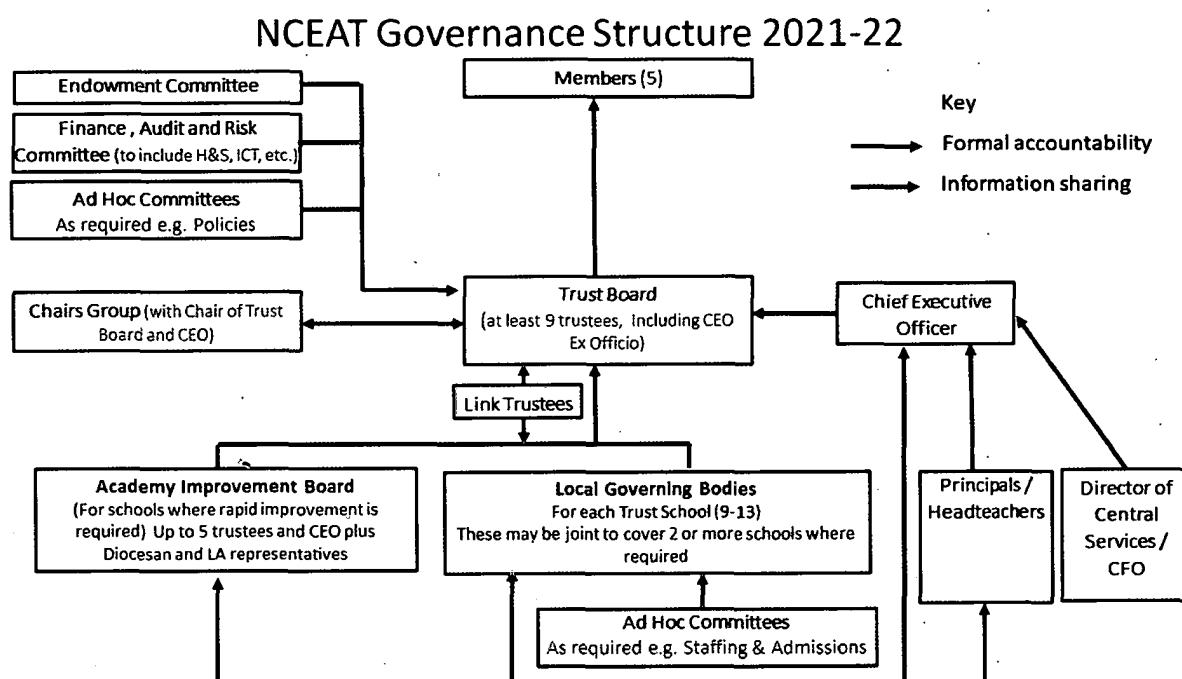 NCEAT Governance Structure 2021-22
Members (5)
Endowment Committee
Finance , Audit and Risk
Committee (to include H&S, ICT, etc.)
Ad Hoc Committees
As required e.g. Policies
Key
Formal accountability
Information sharing
Chairs Group (with Chair of Trust
Board and CEO)
Trust Board
(at least 9 trustees, Including CEO
Ex Officio)
Chief Executive
Officer
Link Trustees
Academy Improvement Board
(For schools where rapid improvement is
required) Up to 5 trustees and CEO plus
Diocesan and LA representatives
Local Governing Bodies
For each Trust School (9-13)
These may be joint to cover 2 or more schools where
required
Principals /
Headteachers
Director of
Central
Services /
CFO
Ad Hoc Committees
As required e.g. Staffing & Admissions